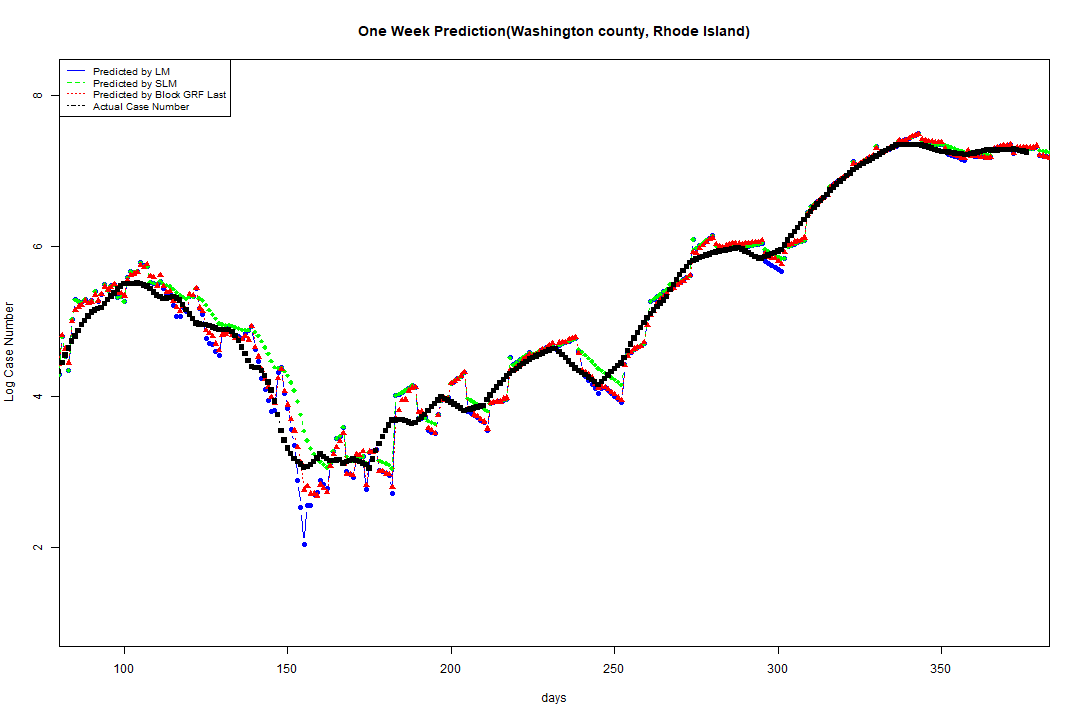 One Week Prediction(Washington county, Rhode Island)
Predicted by LM
Predicted by SLM
Predicted by Block GRF Last
Actual Case Number
8
6
4
2
Log Case Number
100 150 200 250 300 350
days